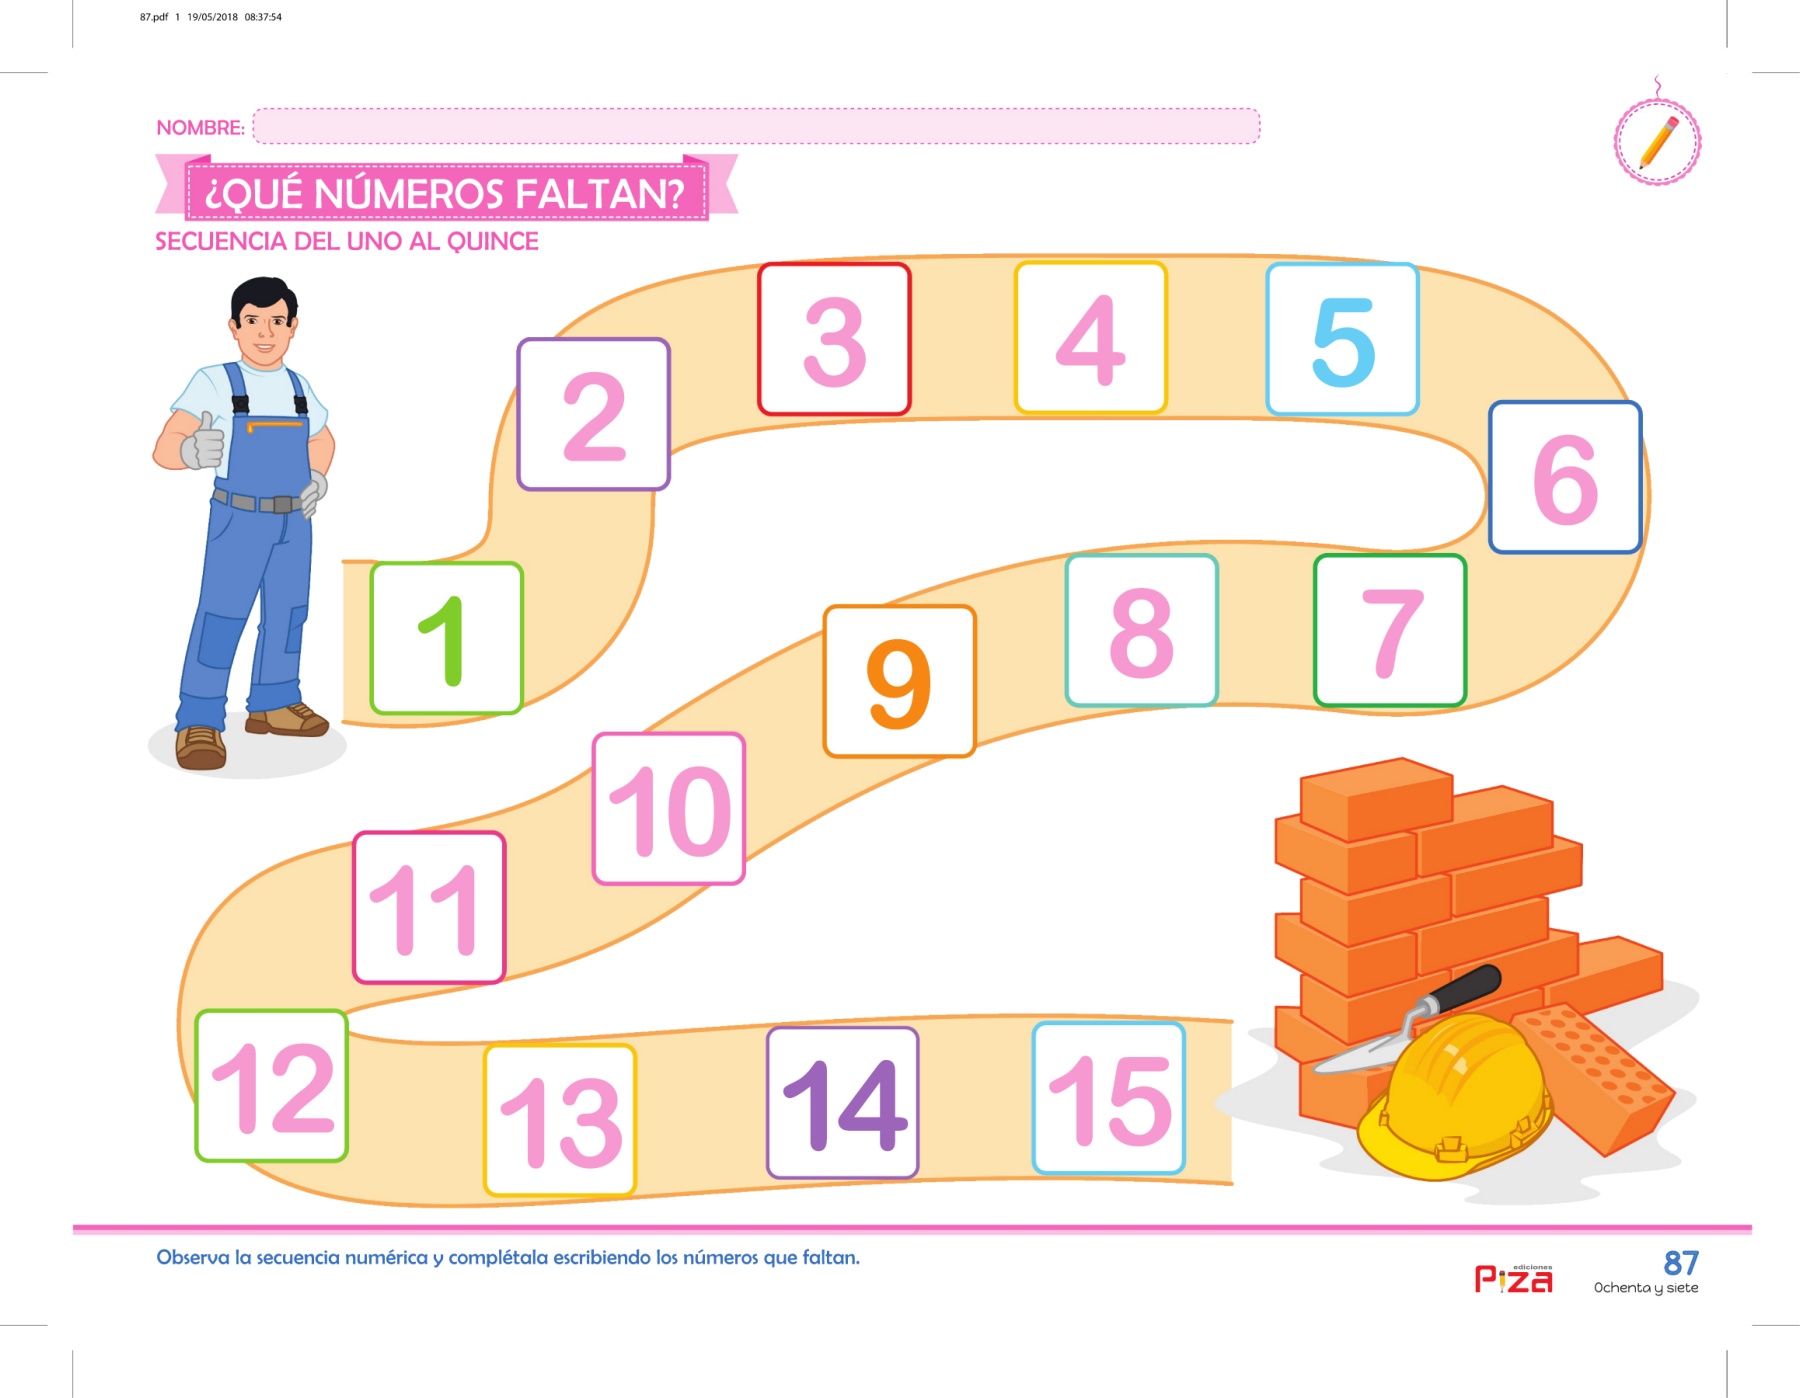 87.pdf 1 19/05/2018 08:37:54
NOMBRE:
¿QUÉ NÚMEROS FALTAN?
SECUENCIA DEL UNO AL QUINCE
1
2
3
4
5
6
7
8
9
10
11
12
13
14
15
Observa la secuencia numérica y complétala escribiendo los números que faltan.
ediciones
Piza
87
Ochenta y siete